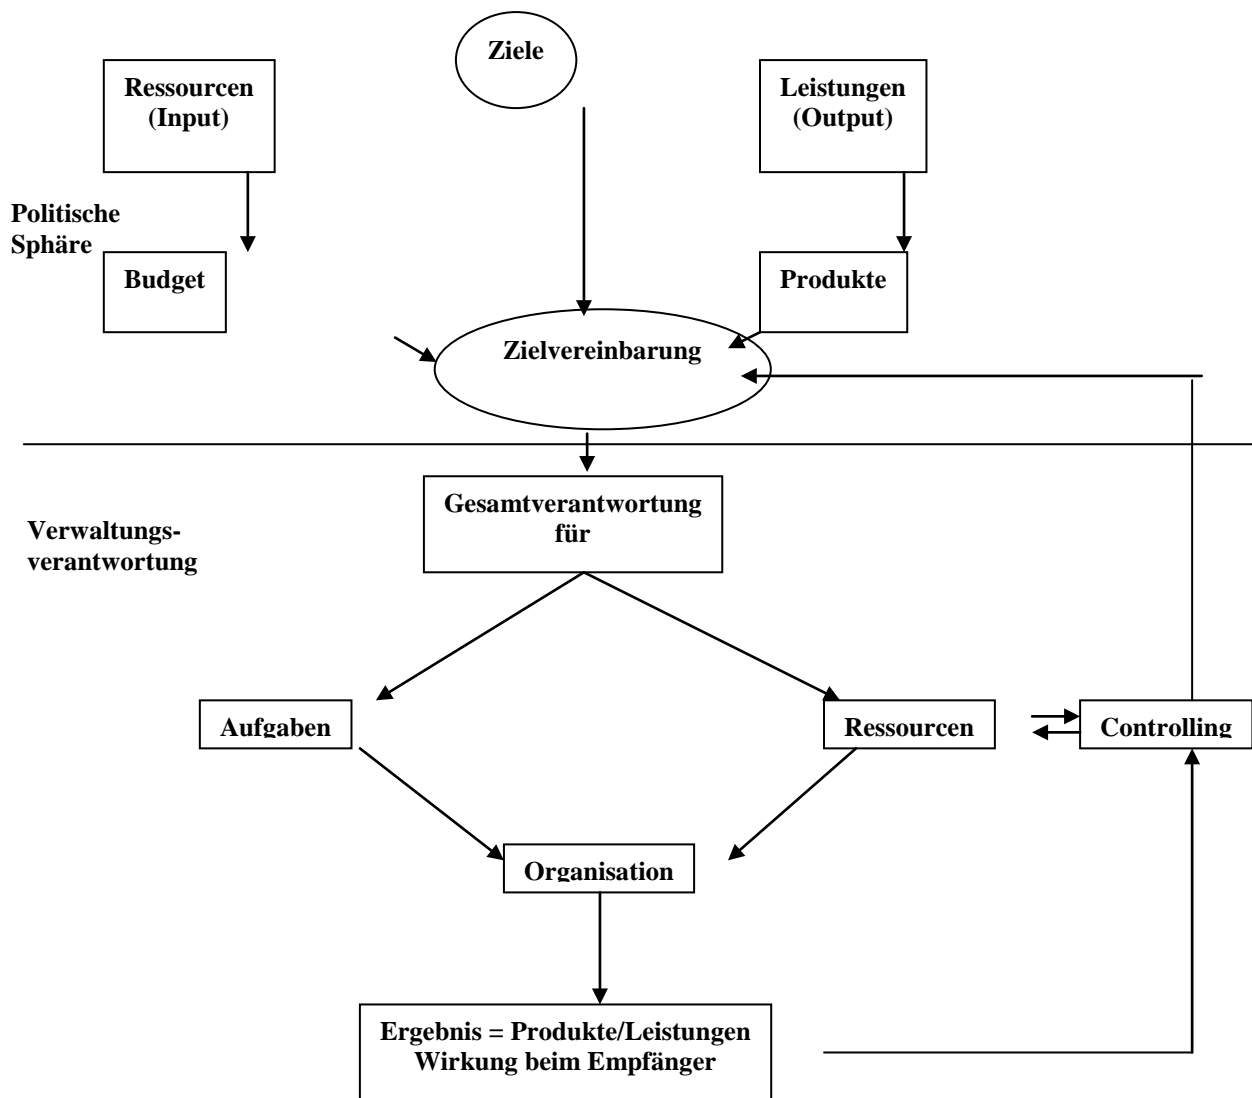 Ziele
Ressourcen
(Input)
Leistungen
(Output)
Politische
Sphäre
Budget
Produkte
Zielvereinbarung
Gesamtverantwortung
für
Verwaltungs-
verantwortung
Aufgaben
Ressourcen
Controlling
Organisation
Ergebnis = Produkte/Leistungen
Wirkung beim Empfänger